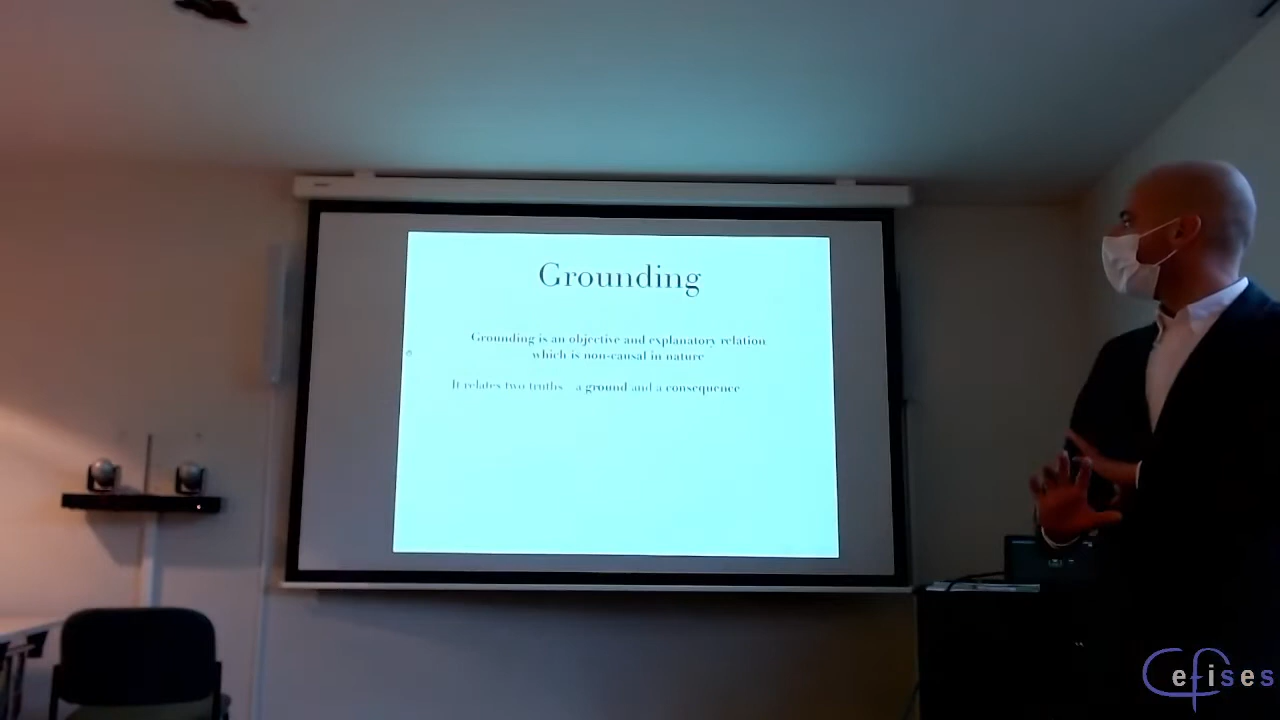 Grounding
Grounding is an objective and explanatory relation
which is non-causal in nature
It relates two truths a ground and a consequence
Cefises